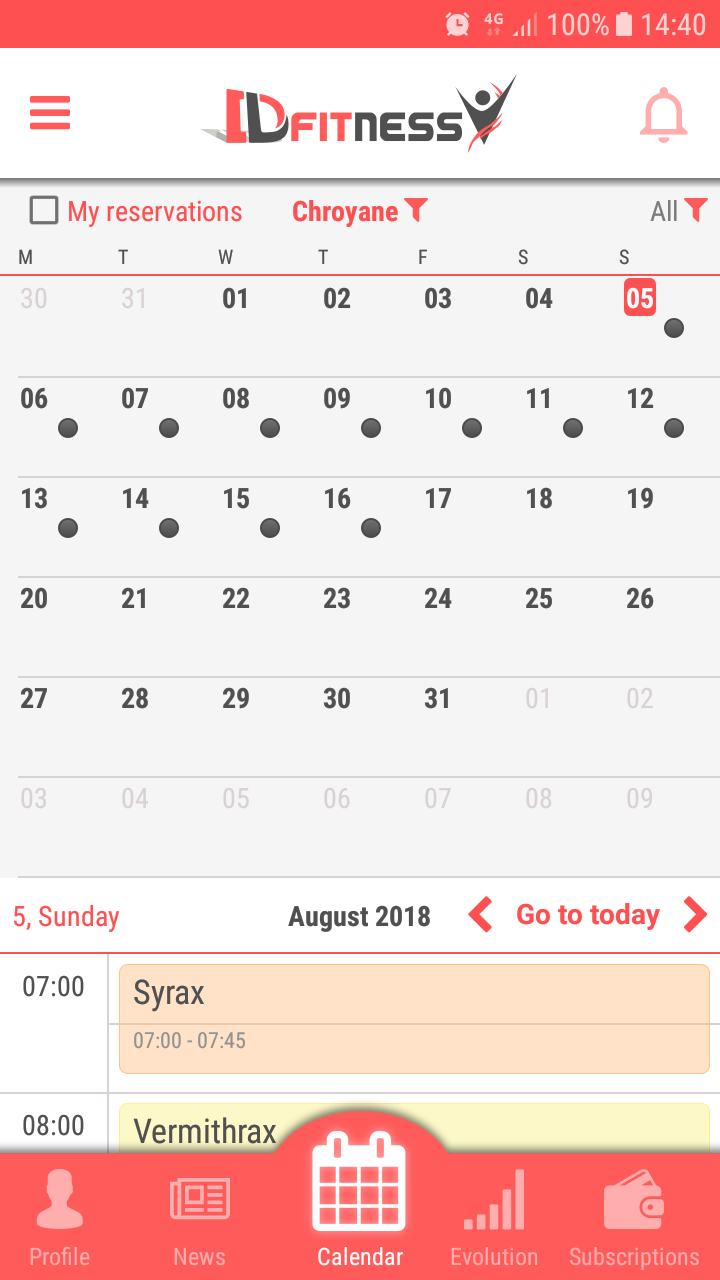 4G 100% 14:40
IDFITNESS
My reservations Chroyane All
M T W T F S S
30 31 01 02 03 04 05
06 07 08 09 10 11 12
13 14 15 16 17 18 19
20 21 22 23 24 25 26
27 28 29 30 31 01 02
03 04 05 06 07 08 09
5, Sunday August 2018 Go to today
07:00 Syrax
07:00 - 07:45
08:00 Vermithrax
Profile News Calendar Evolution Subscriptions